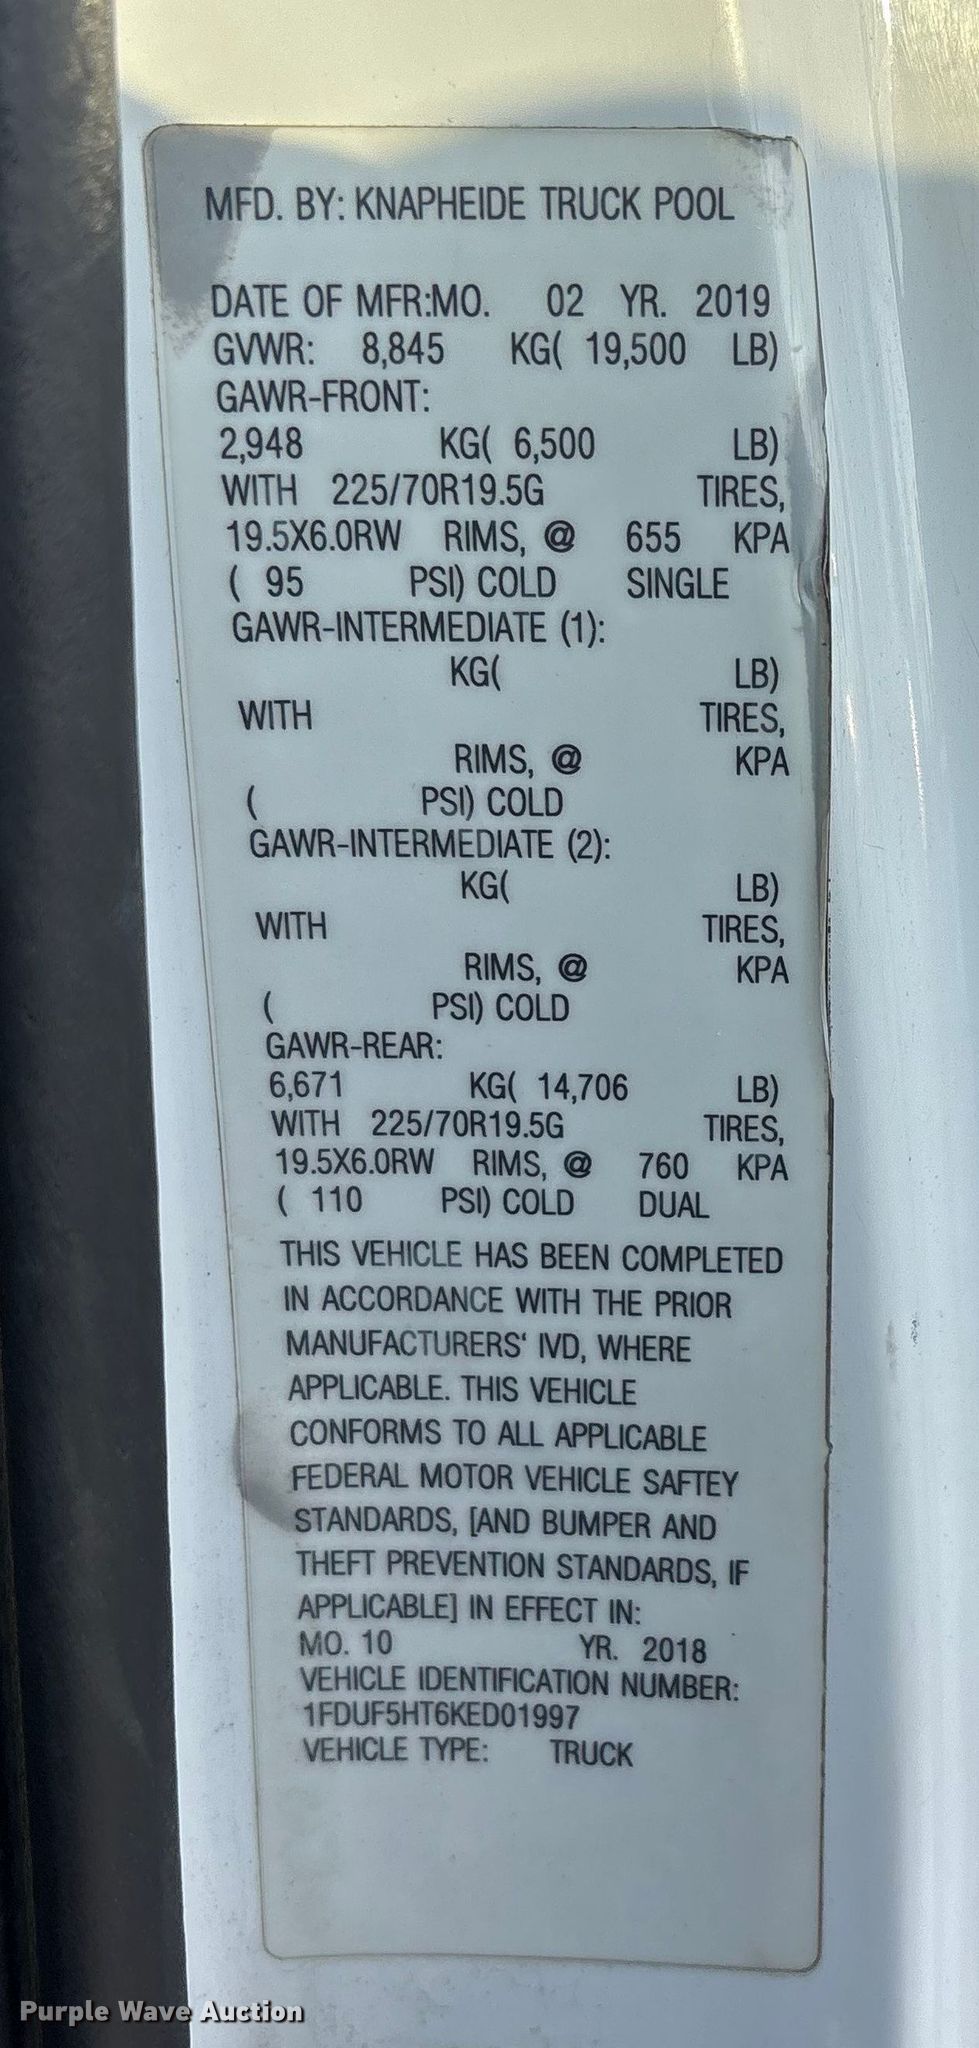 MFD. BY: KNAPHEIDE TRUCK POOL
DATE OF MFR:MO. 02 YR. 2019
GVWR: 8,845 KG( 19,500 LB)
GAWR-FRONT:
2,948 KG( 6,500 LB)
WITH 225/70R19.5G TIRES,
19.5X6.0RW RIMS, @ 655 KPA
( 95 PSI) COLD SINGLE
GAWR-INTERMEDIATE (1):
KG( LB)
WITH TIRES,
RIMS, @ KPA
( PSI) COLD
GAWR-INTERMEDIATE (2):
KG( LB)
WITH TIRES,
RIMS, @ KPA
( PSI) COLD
GAWR-REAR:
6,671 KG( 14,706 LB)
WITH 225/70R19.5G TIRES,
19.5X6.0RW RIMS, @ 760 KPA
( 110 PSI) COLD DUAL
THIS VEHICLE HAS BEEN COMPLETED
IN ACCORDANCE WITH THE PRIOR
MANUFACTURERS' IVD, WHERE
APPLICABLE. THIS VEHICLE
CONFORMS TO ALL APPLICABLE
FEDERAL MOTOR VEHICLE SAFTEY
STANDARDS, [AND BUMPER AND
THEFT PREVENTION STANDARDS, IF
APPLICABLE] IN EFFECT IN:
MO. 10 YR. 2018
VEHICLE IDENTIFICATION NUMBER:
1FDUF5HT6KED01997
VEHICLE TYPE: TRUCK
Purple Wave Auction